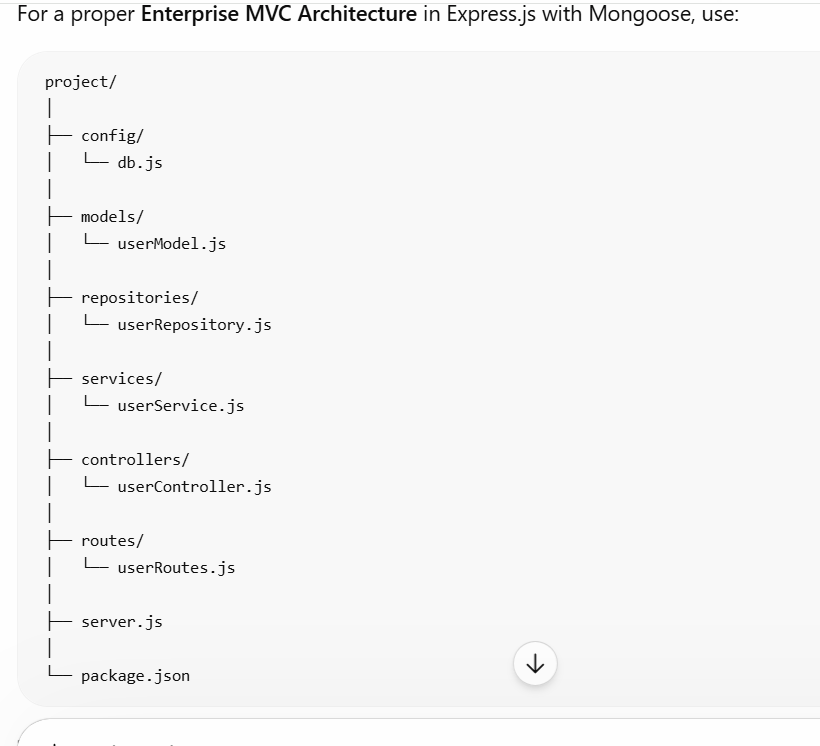 For a proper Enterprise MVC Architecture in Express.js with Mongoose, use:
project/
│
├── config/
│   └── db.js
│
├── models/
│   └── userModel.js
│
├── repositories/
│   └── userRepository.js
│
├── services/
│   └── userService.js
│
├── controllers/
│   └── userController.js
│
├── routes/
│   └── userRoutes.js
│
├── server.js
│
└── package.json